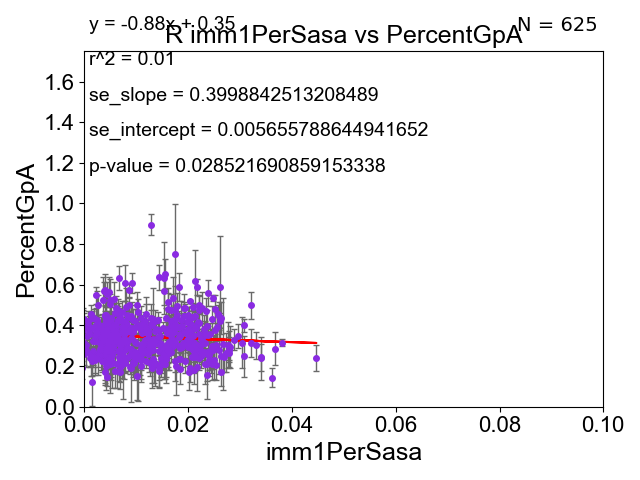 y = -0.88x + 0.35
R imm1PerSasa vs PercentGpA
N = 625
r^2 = 0.01
se_slope = 0.3998842513208489
se_intercept = 0.005655788644941652
p-value = 0.028521690859153338
PercentGpA
1.6
1.4
1.2
1.0
0.8
0.6
0.4
0.2
0.0
0.00 0.02 0.04 0.06 0.08 0.10
imm1PerSasa